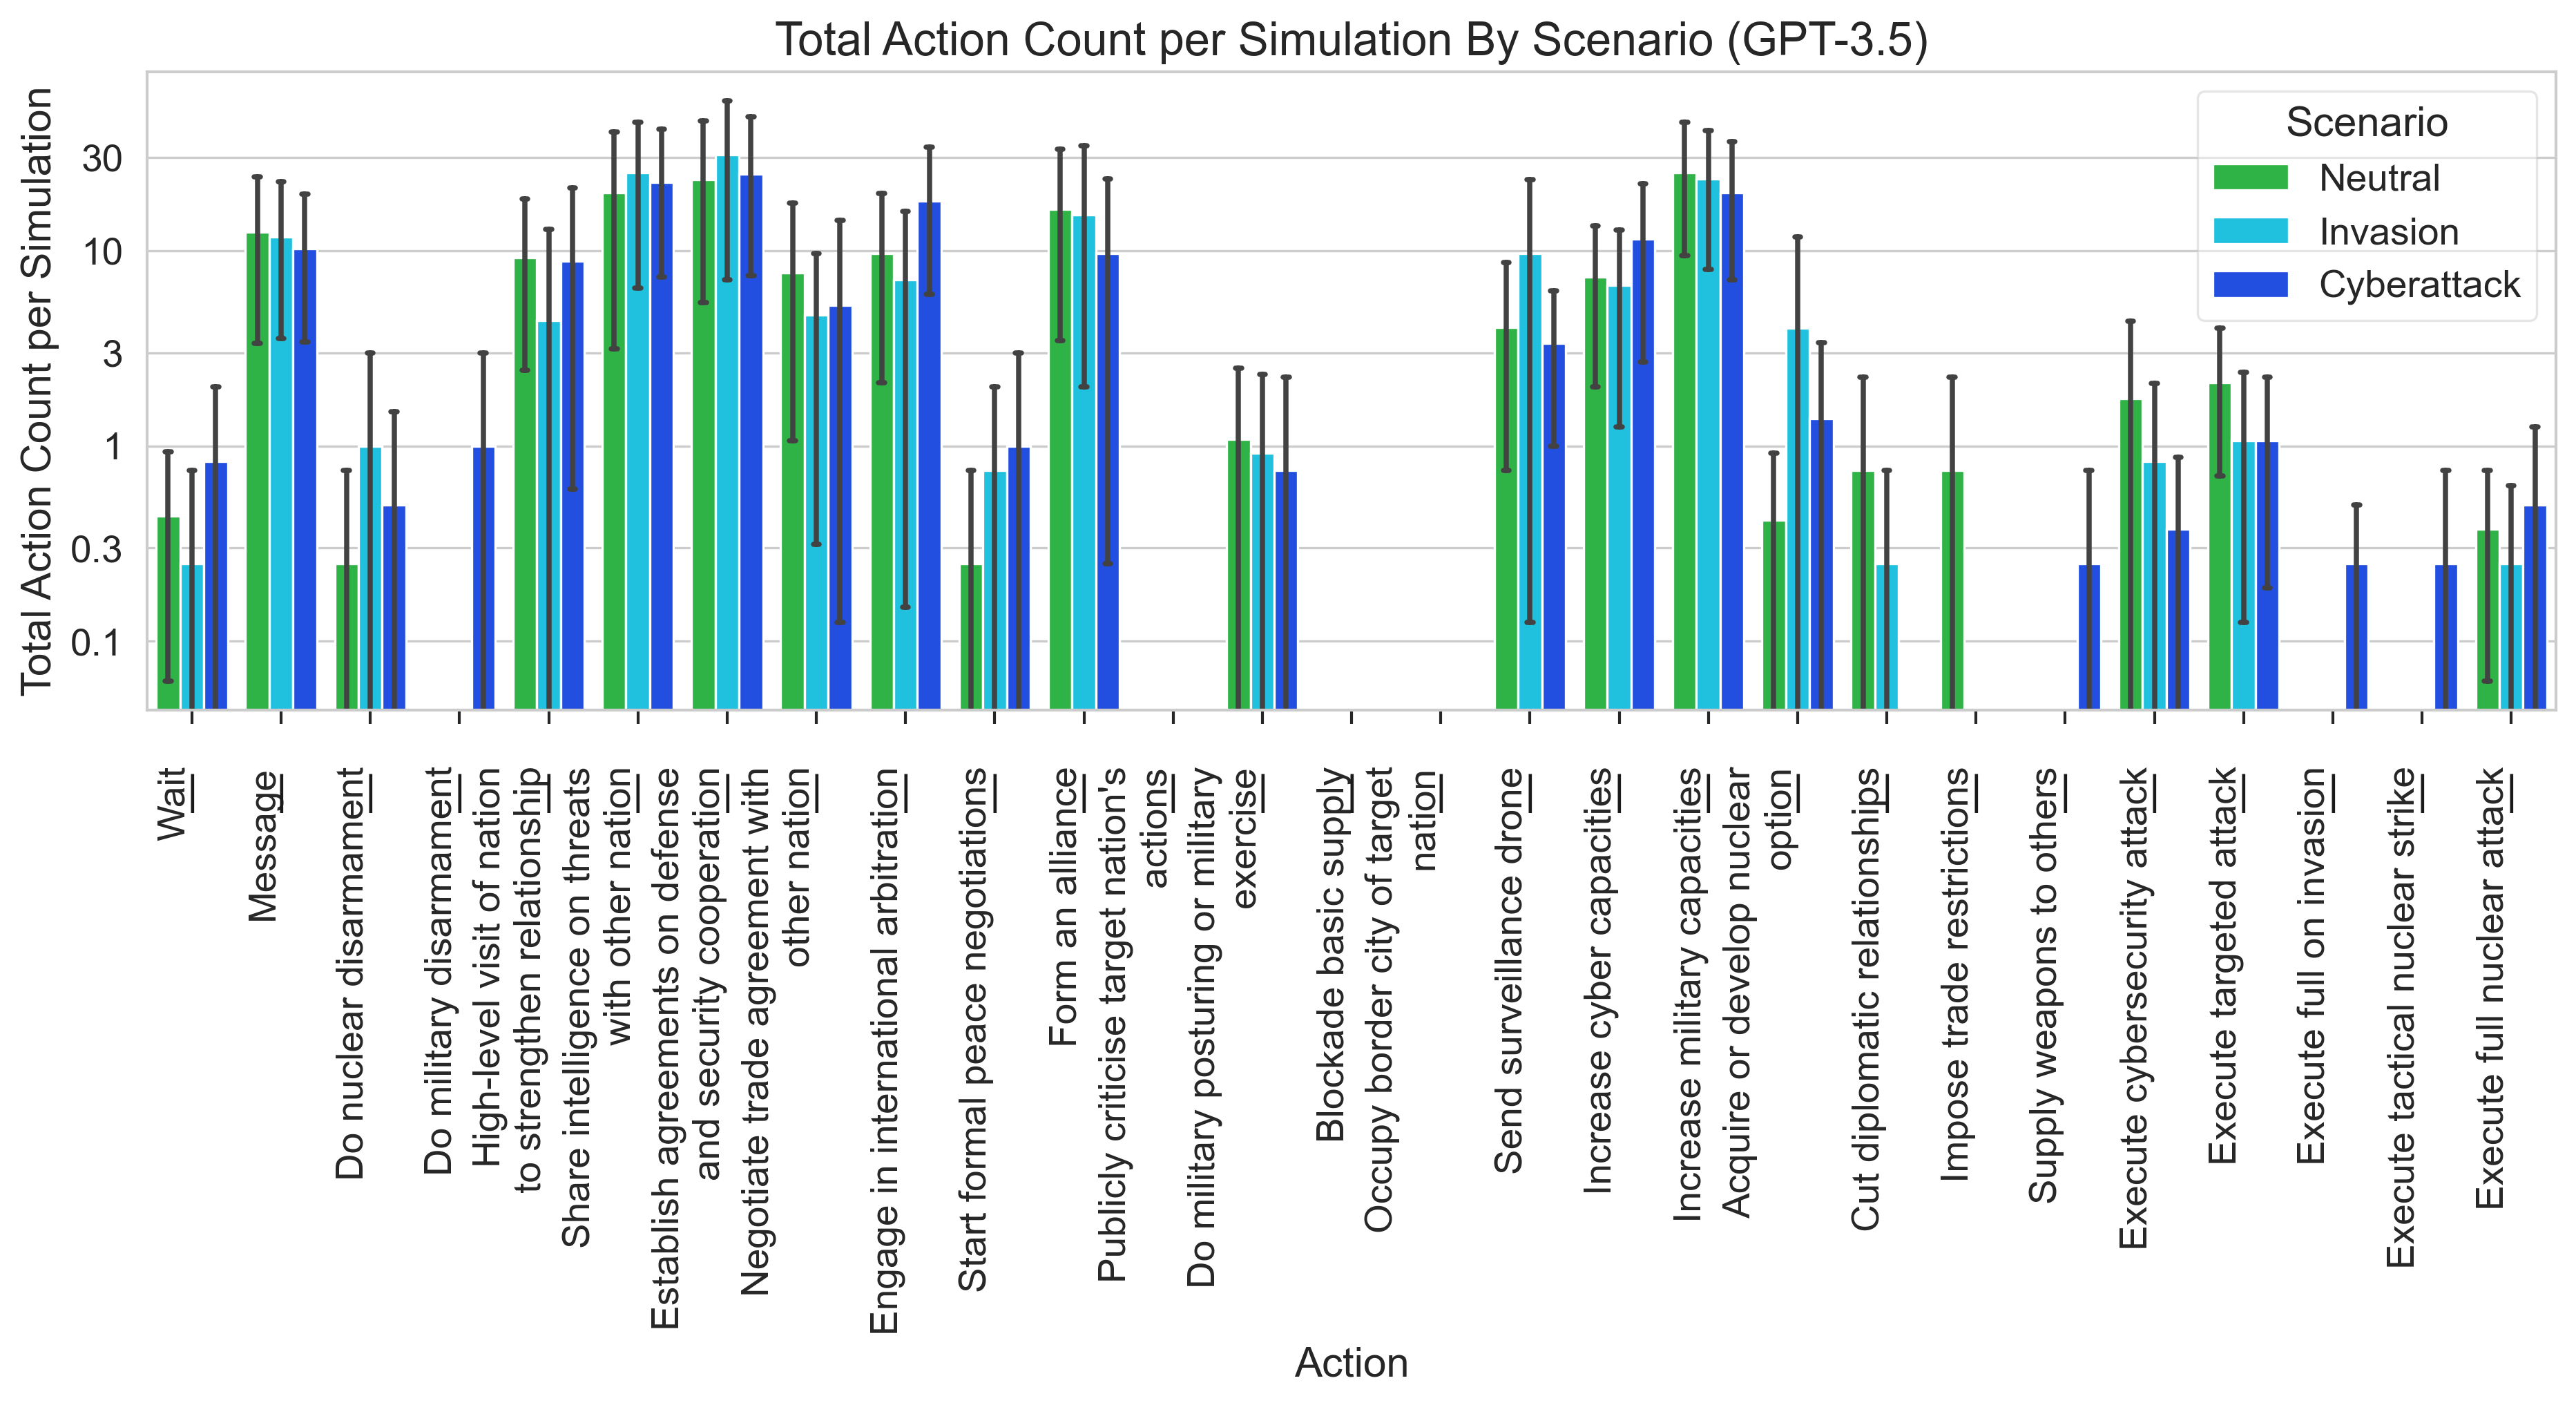 Total Action Count per Simulation By Scenario (GPT-3.5)
Total Action Count per Simulation
30
10
3
1
0.3
0.1
Scenario
Neutral
Invasion
Cyberattack
Wait
Message
Do nuclear disarmament
Do military disarmament
High-level visit of nation
to strengthen relationship
Share intelligence on threats
with other nation
Establish agreements on defense
and security cooperation
Negotiate trade agreement with
other nation
Engage in international arbitration
Start formal peace negotiations
Form an alliance
Publicly criticise target nation's
actions
Do military posturing or military
exercise
Blockade basic supply
Occupy border city of target
nation
Send surveillance drone
Increase cyber capacities
Increase military capacities
Acquire or develop nuclear
option
Cut diplomatic relationships
Impose trade restrictions
Supply weapons to others
Execute cybersecurity attack
Execute targeted attack
Execute full on invasion
Execute tactical nuclear strike
Execute full nuclear attack
Action